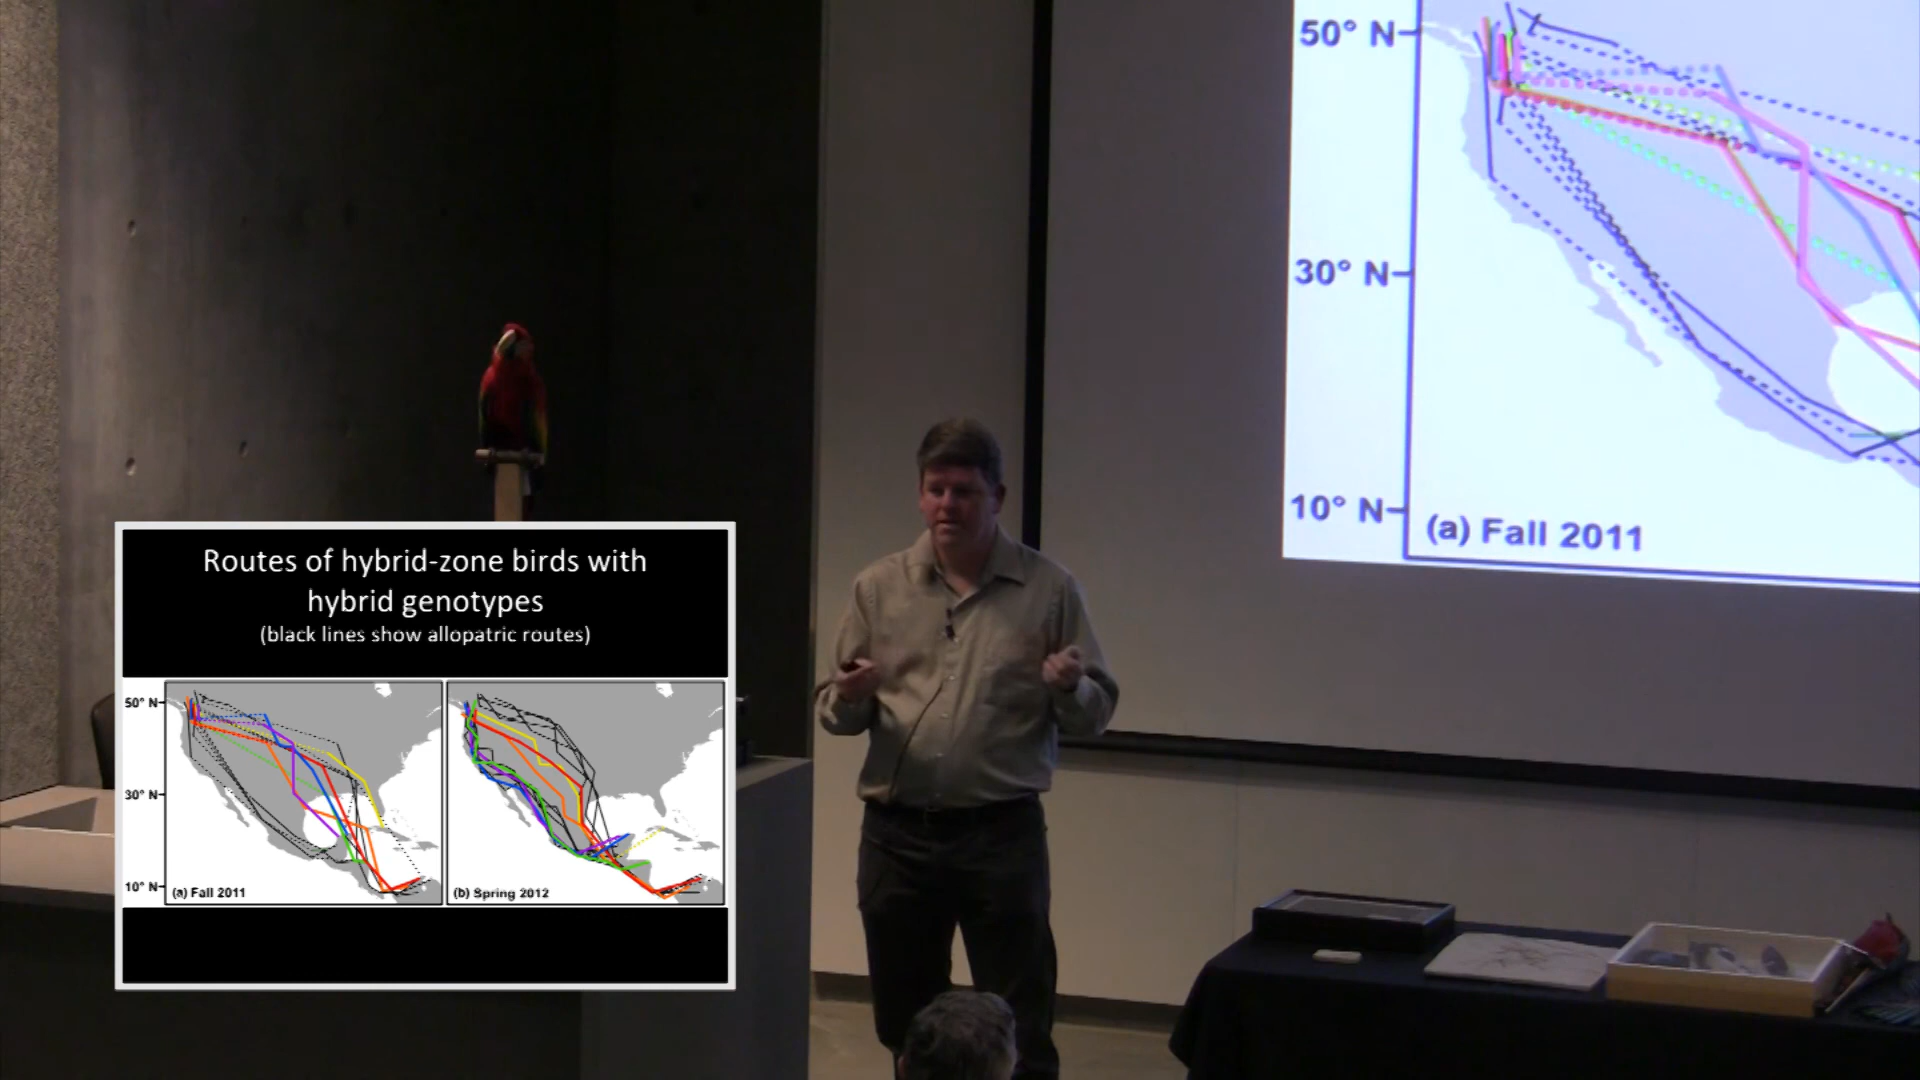 50° N
30° N
10° N
(a) Fall 2011
Routes of hybrid-zone birds with
hybrid genotypes
(black lines show allopatric routes)
50° N
30° N
10° N
(a) Fall 2011
(b) Spring 2012